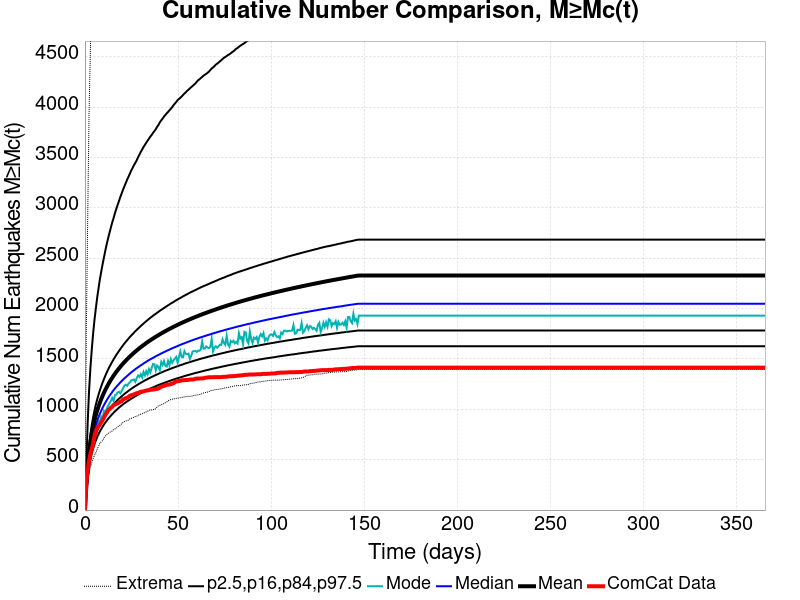 Cumulative Number Comparison, M≥Mc(t)
Cumulative Num Earthquakes M≥Mc(t)
4500
4000
3500
3000
2500
2000
1500
1000
500
0
0 50 100 150 200 250 300 350
Time (days)
Extrema p2.5,p16,p84,p97.5 Mode Median Mean ComCat Data